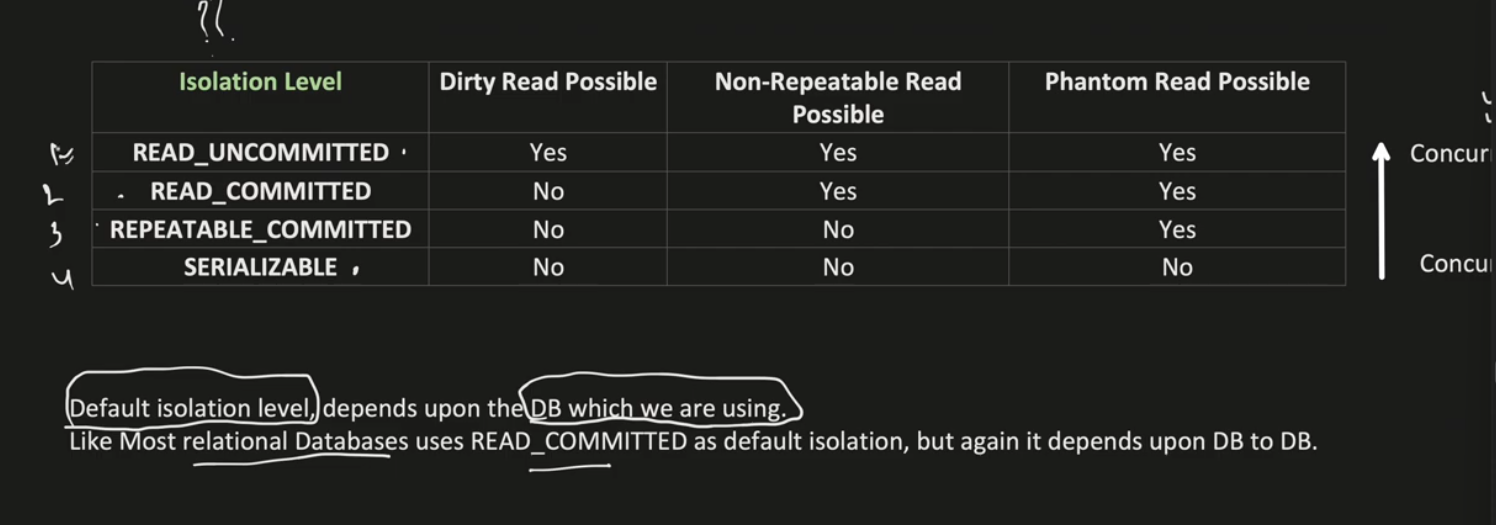 ??
Isolation Level Dirty Read Possible Non-Repeatable Read Possible Phantom Read Possible
READ_UNCOMMITTED Yes Yes Yes
2 READ_COMMITTED No Yes Yes
3 REPEATABLE_COMMITTED No No Yes
4 SERIALIZABLE No No No
Concur
Concu
Default isolation level, depends upon the DB which we are using.
Like Most relational Databases uses READ_COMMITTED as default isolation, but again it depends upon DB to DB.